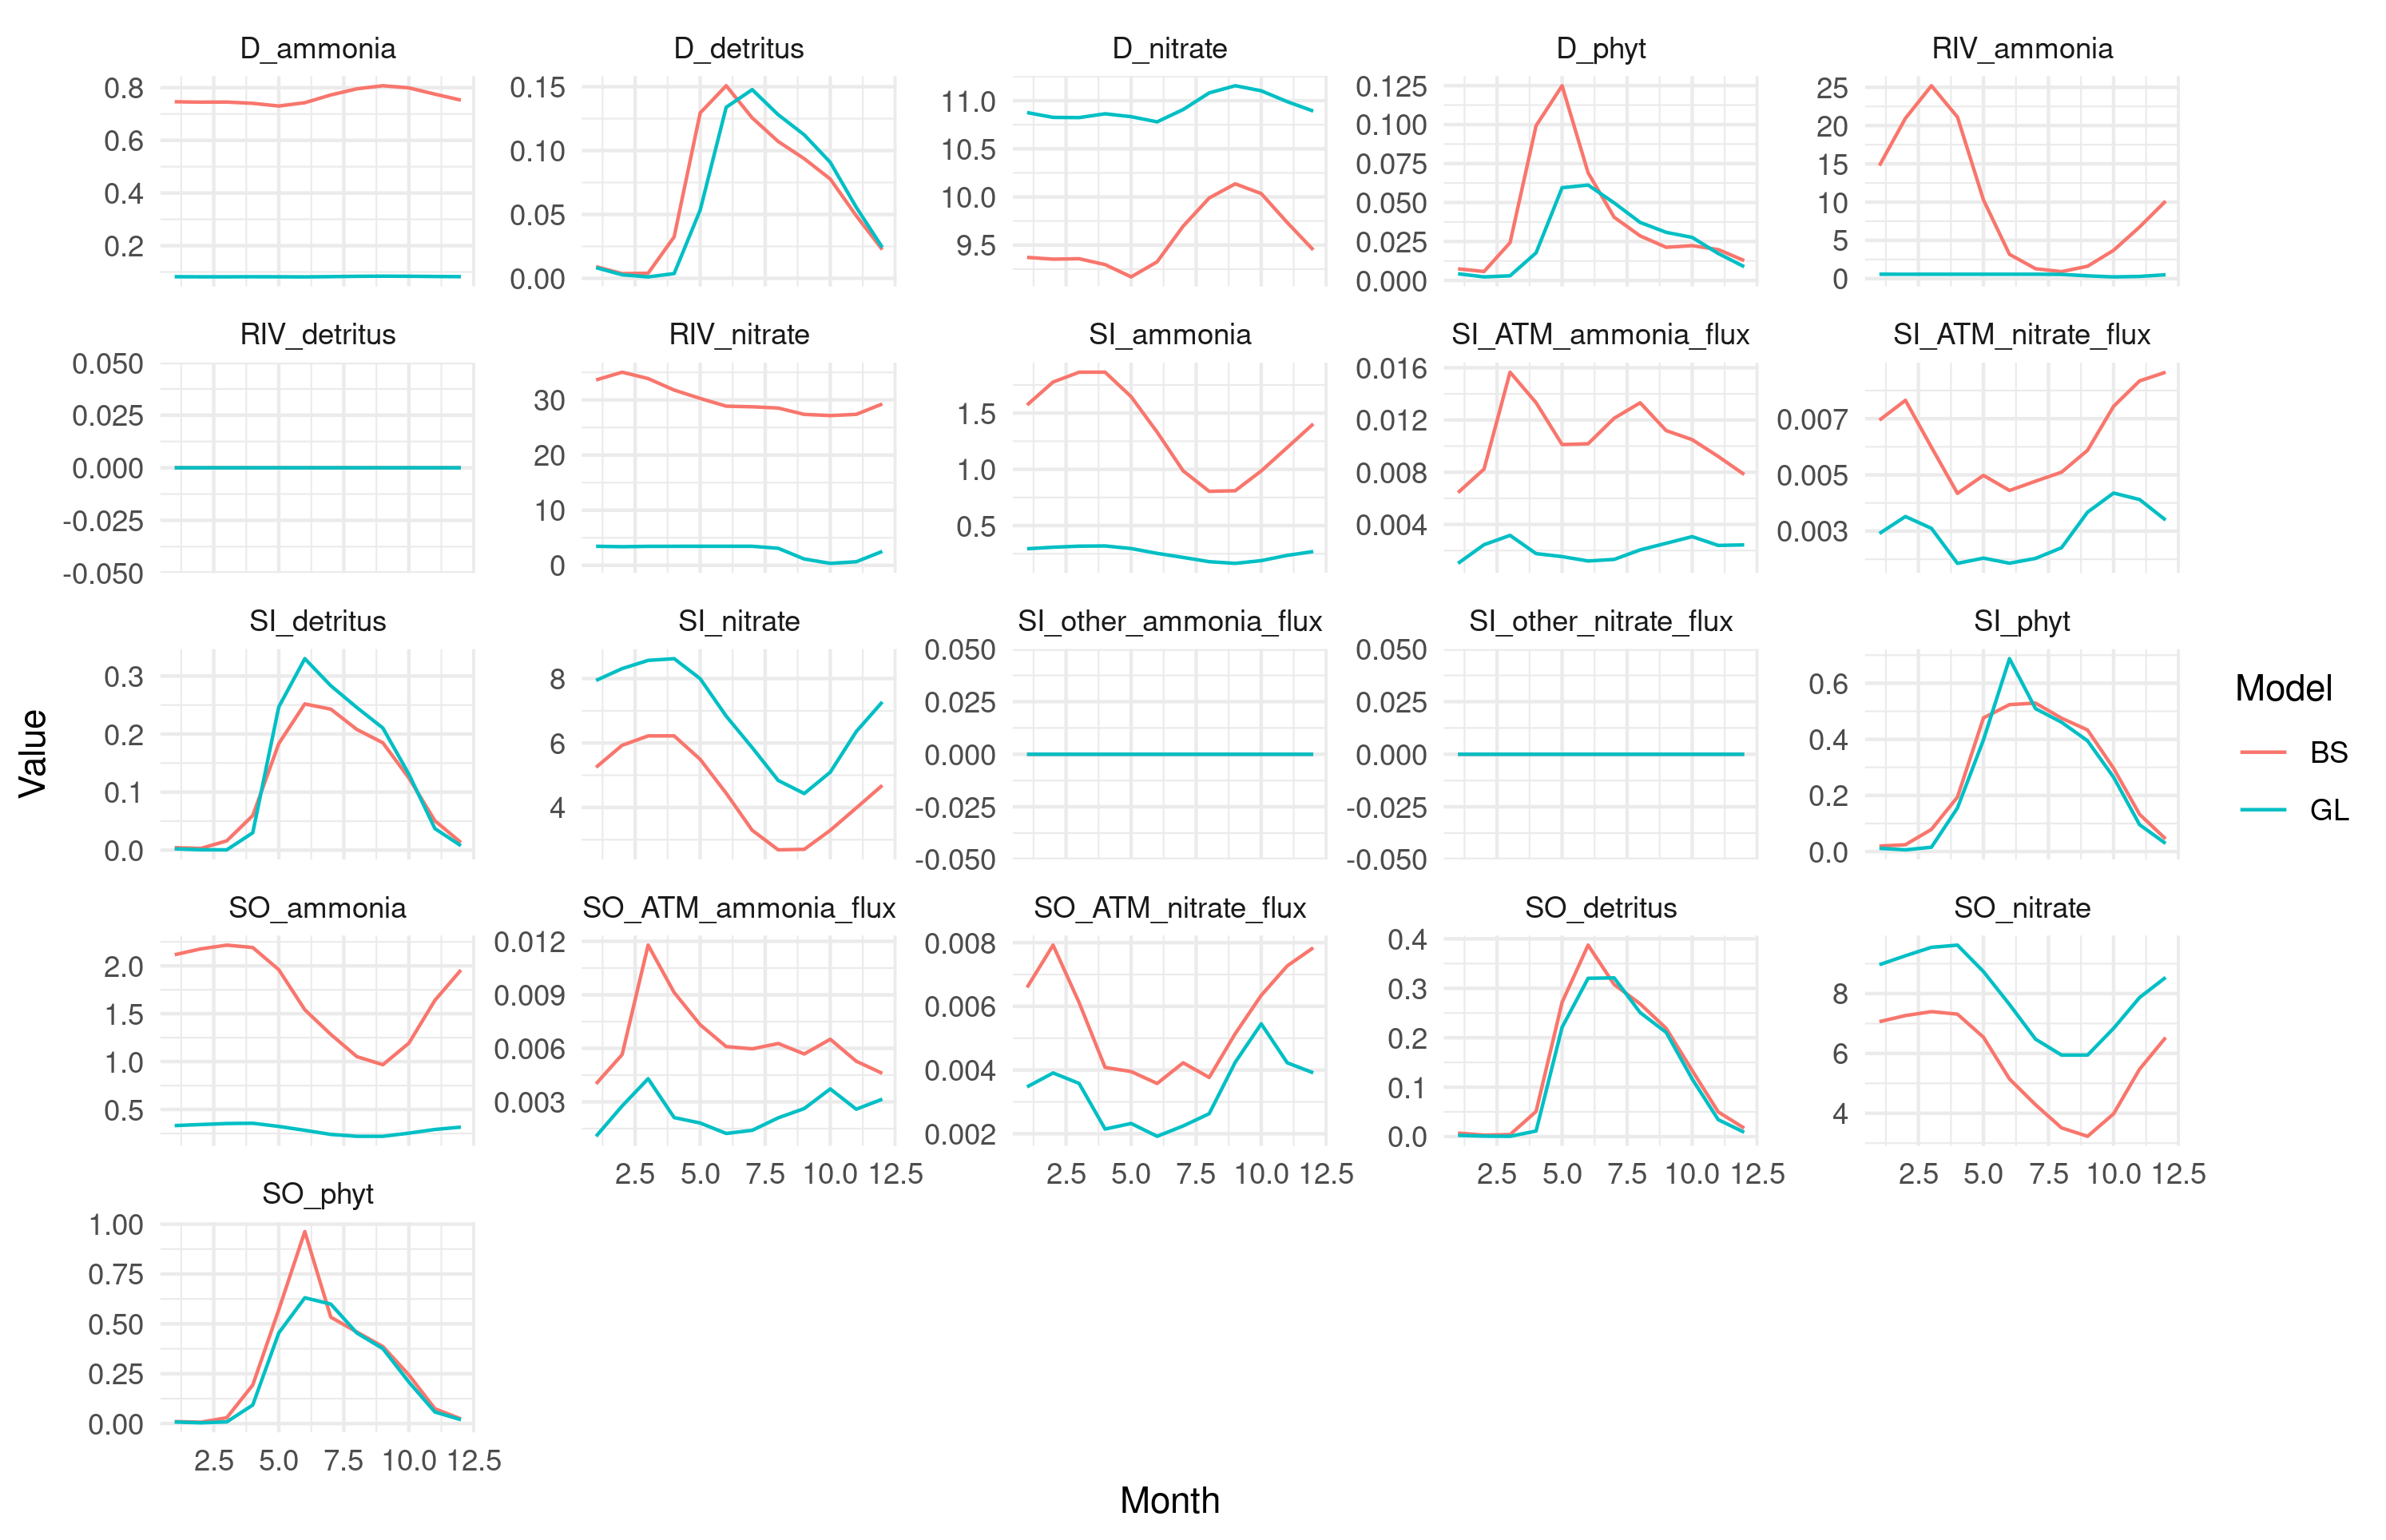 D_ammonia D_detritus D_nitrate D_phyt RIV_ammonia
0.8 0.6 0.4 0.2
0.15 0.10 0.05 0.00
11.0 10.5 10.0 9.5
0.125 0.100 0.075 0.050 0.025 0.000
25 20 15 10 5 0
RIV_detritus RIV_nitrate SI_ammonia SI_ATM_ammonia_flux SI_ATM_nitrate_flux
0.050 0.025 0.000 -0.025 -0.050
30 20 10 0
1.5 1.0 0.5
0.016 0.012 0.008 0.004
0.007 0.005 0.003
SI_detritus SI_nitrate SI_other_ammonia_flux SI_other_nitrate_flux SI_phyt
0.3 0.2 0.1 0.0
8 6 4
0.050 0.025 0.000 -0.025 -0.050
0.050 0.025 0.000 -0.025 -0.050
0.6 0.4 0.2 0.0
SO_ammonia SO_ATM_ammonia_flux SO_ATM_nitrate_flux SO_detritus SO_nitrate
2.0 1.5 1.0 0.5
0.012 0.009 0.006 0.003
0.008 0.006 0.004 0.002
0.4 0.3 0.2 0.1 0.0
8 6 4
2.5 5.0 7.5 10.0 12.5
2.5 5.0 7.5 10.0 12.5
2.5 5.0 7.5 10.0 12.5
2.5 5.0 7.5 10.0 12.5
SO_phyt
1.00 0.75 0.50 0.25 0.00
2.5 5.0 7.5 10.0 12.5
Value
Month
Model
BS
GL